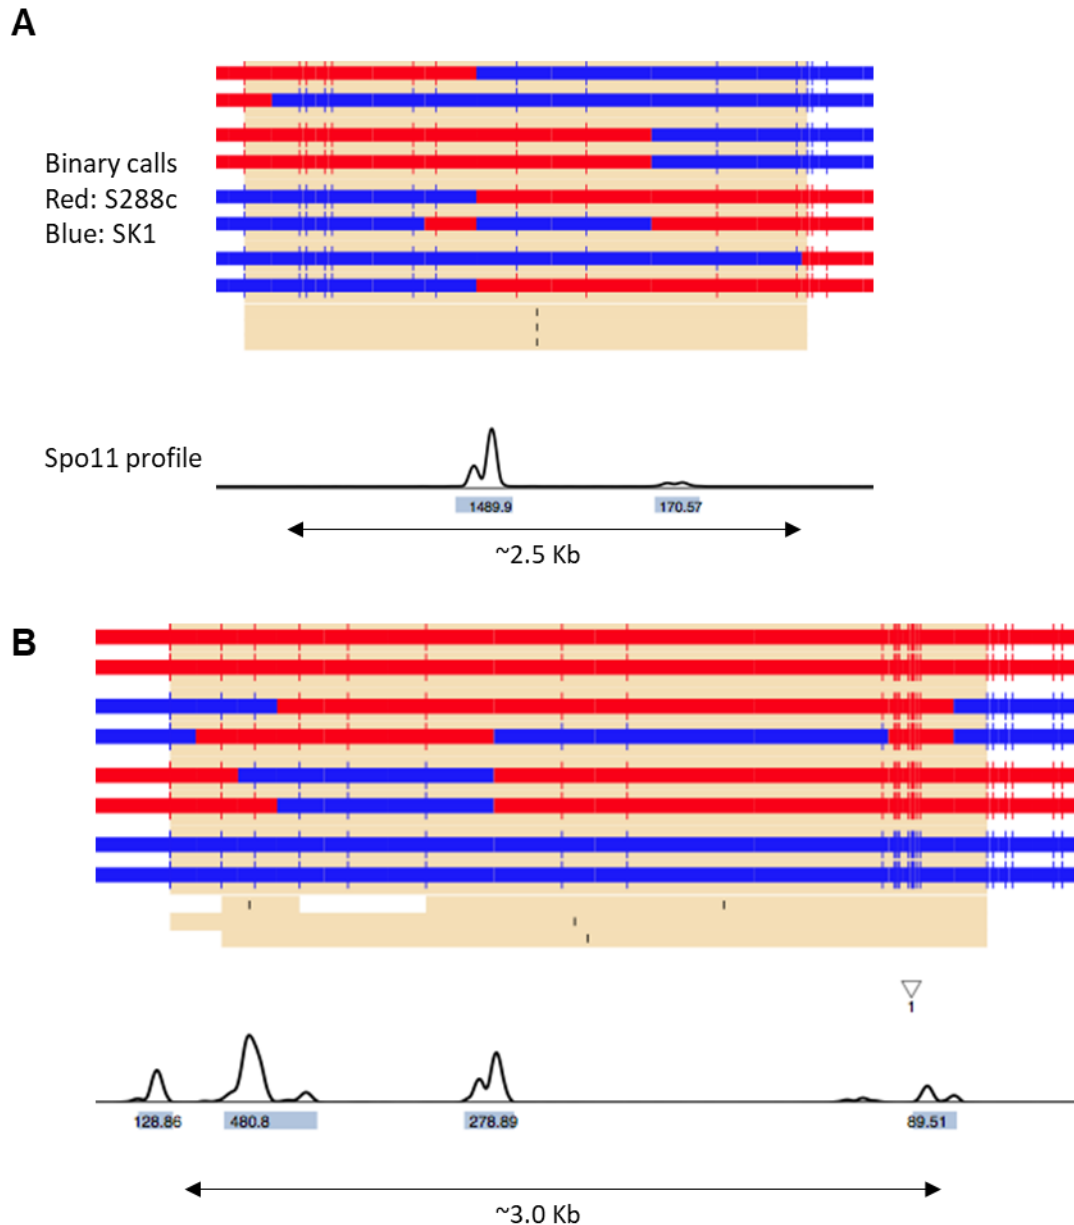 A
Binary calls
Red: S288c
Blue: SK1
Spo11 profile
1489.9
170.57
~2.5 Kb
B
1
128.86
480.8
278.89
89.51
~3.0 Kb